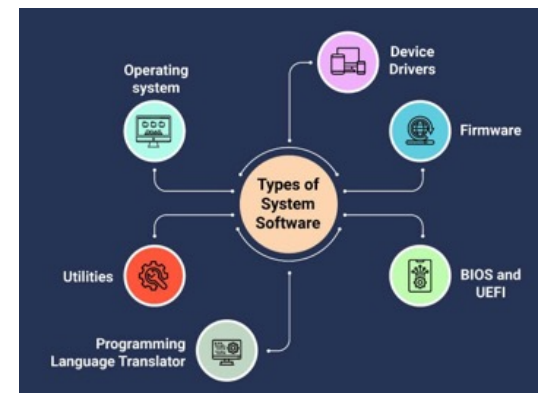 Device
Drivers
Operating
system
Firmware
Types of
System
Software
Utilities
BIOS and
UEFI
Programming
Language Translator